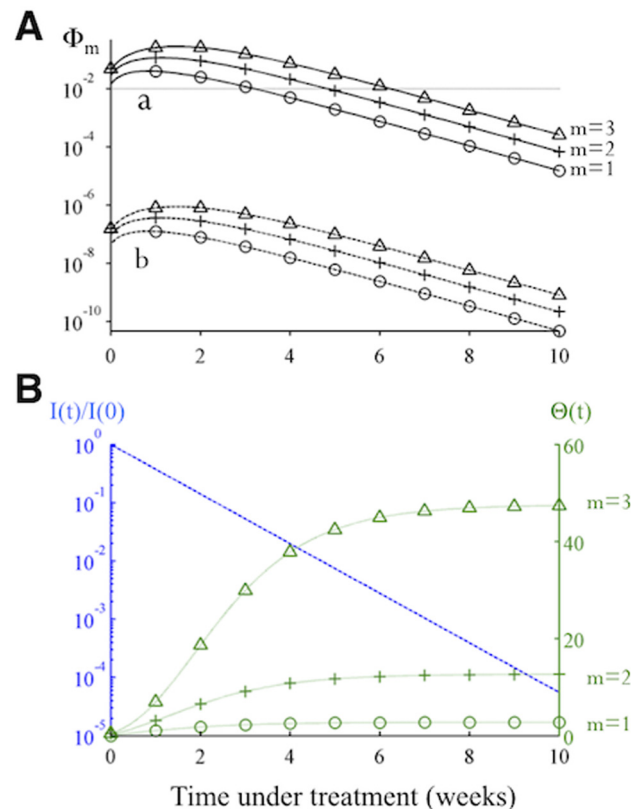 A
Φm
10-2
10-4
10-6
10-8
10-10
a
b
m=3
m=2
m=1
0 2 4 6 8 10
B
I(t)/I(0) Θ(t)
100
10-1
10-2
10-3
10-4
10-5
60
40
20
0
m=3
m=2
m=1
0 2 4 6 8 10
Time under treatment (weeks)